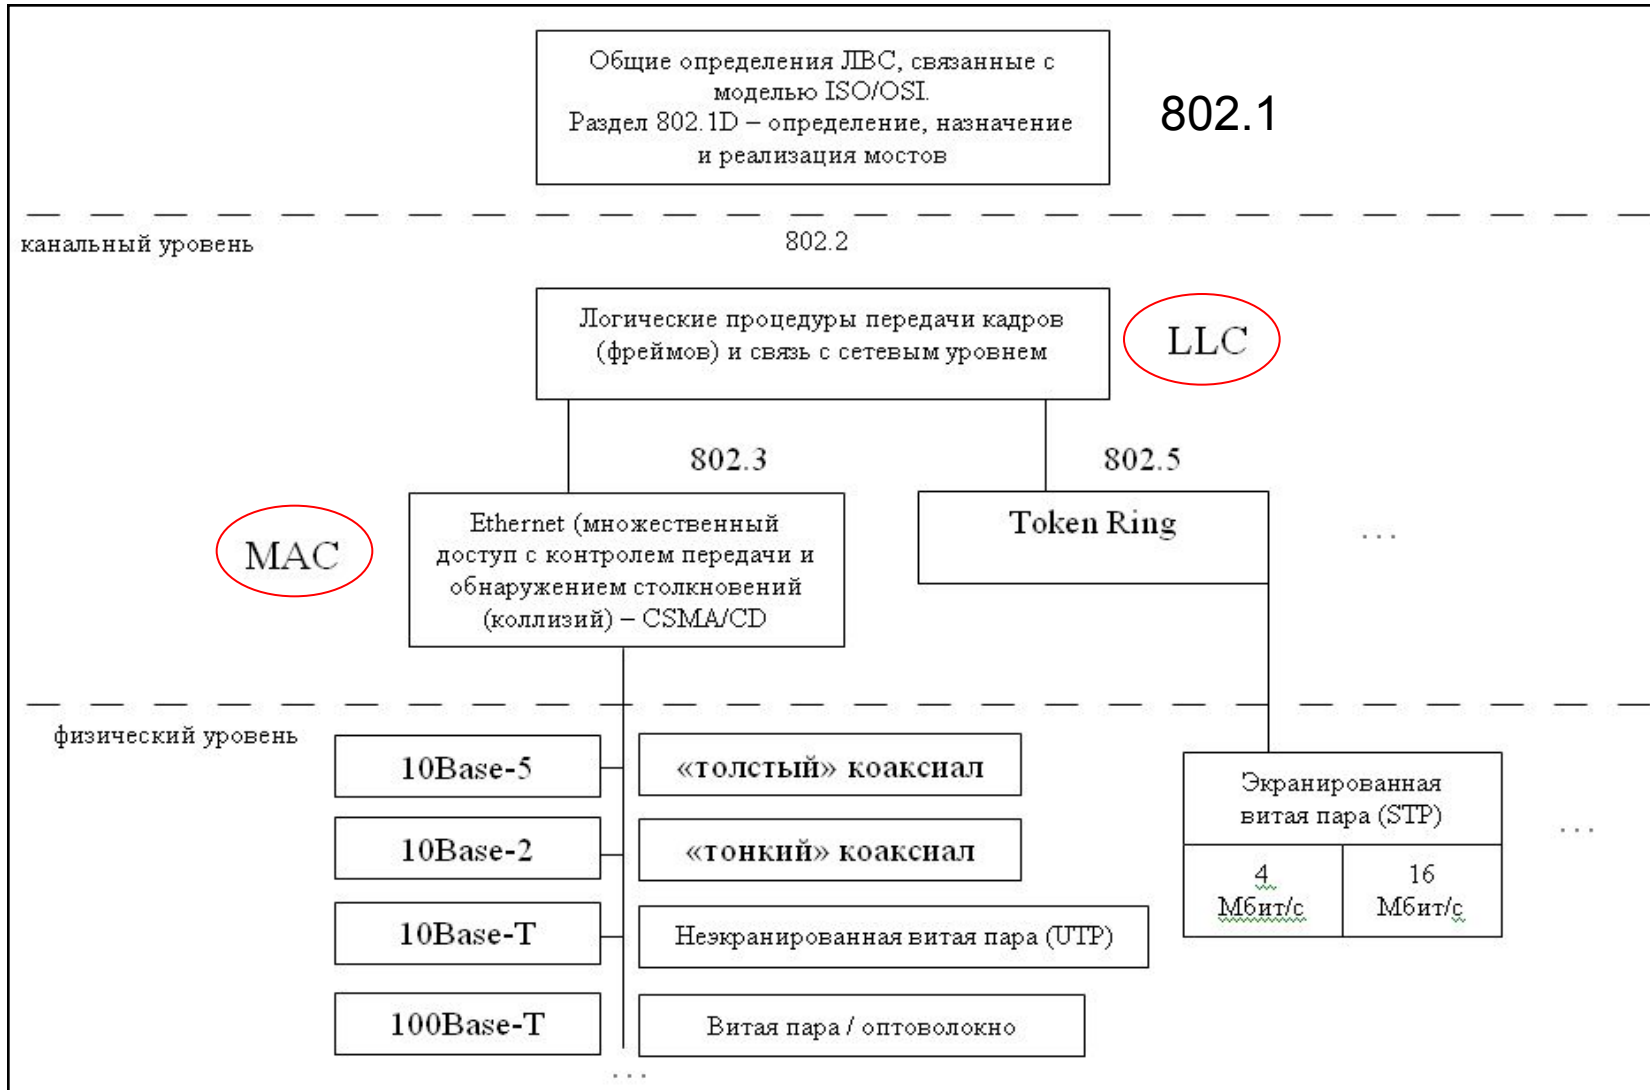 Общие определения ЛВС, связанные с
моделью ISO/OSI.
Раздел 802.1D – определение, назначение
и реализация мостов
802.1
канальный уровень
802.2
Логические процедуры передачи кадров
(фреймов) и связь с сетевым уровнем
LLC
802.3
802.5
MAC
Ethernet (множественный
доступ с контролем передачи и
обнаружением столкновений
(коллизий) – CSMA/CD
Token Ring
...
физический уровень
10Base-5
«толстый» коаксиал
10Base-2
«тонкий» коаксиал
10Base-T
Неэкранированная витая пара (UTP)
100Base-T
Витая пара / оптоволокно
...
Экранированная
витая пара (STP)
4
Мбит/с
16
Мбит/с
...